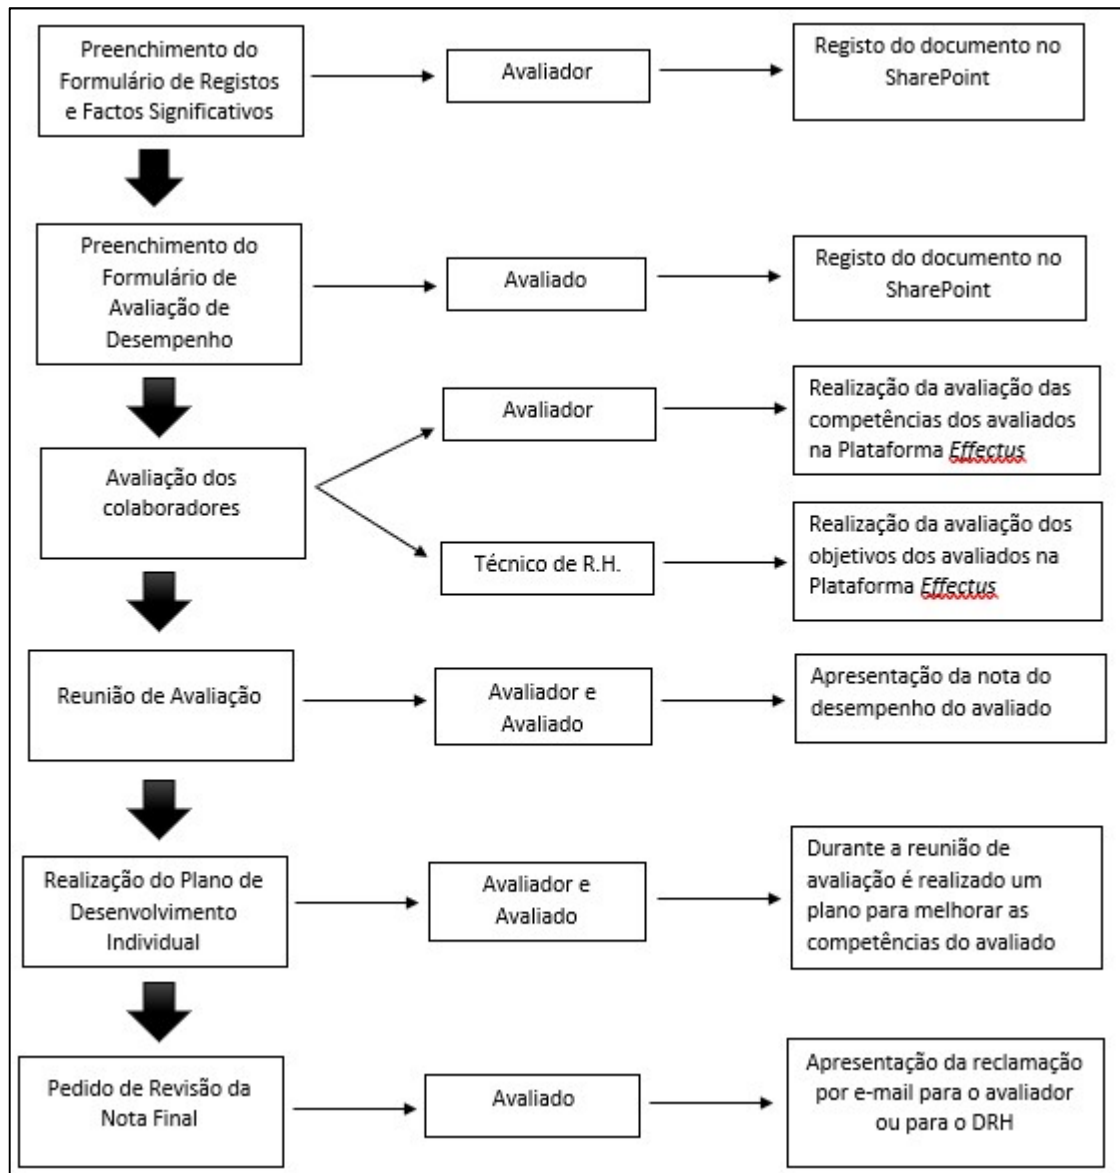 Preenchimento do
Formulário de Registos
e Factos Significativos
Avaliador
Registo do documento no
SharePoint
Preenchimento do
Formulário de
Avaliação de
Desempenho
Avaliado
Registo do documento no
SharePoint
Avaliação dos
colaboradores
Avaliador
Realização da avaliação das
competências dos avaliados
na Plataforma Effectus
Técnico de R.H.
Realização da avaliação dos
objetivos dos avaliados na
Plataforma Effectus
Reunião de Avaliação
Avaliador e
Avaliado
Apresentação da nota do
desempenho do avaliado
Realização do Plano de
Desenvolvimento
Individual
Avaliador e
Avaliado
Durante a reunião de
avaliação é realizado um
plano para melhorar as
competências do avaliado
Pedido de Revisão da
Nota Final
Avaliado
Apresentação da reclamação
por e-mail para o avaliador
ou para o DRH